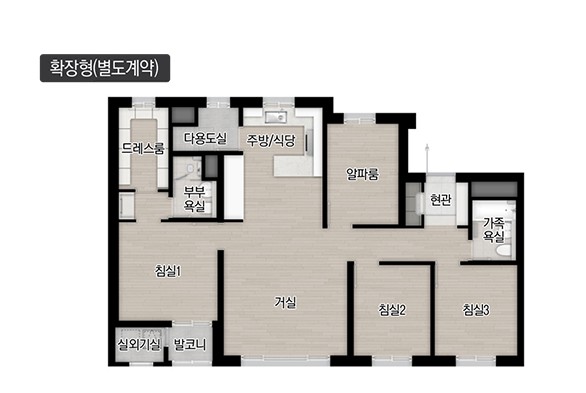 확장형(별도계약)
드레스룸
다용도실
주방/식당
알파룸
부부
욕실
현관
가족
욕실
침실1
거실
침실2
침실3
실외기실
발코니